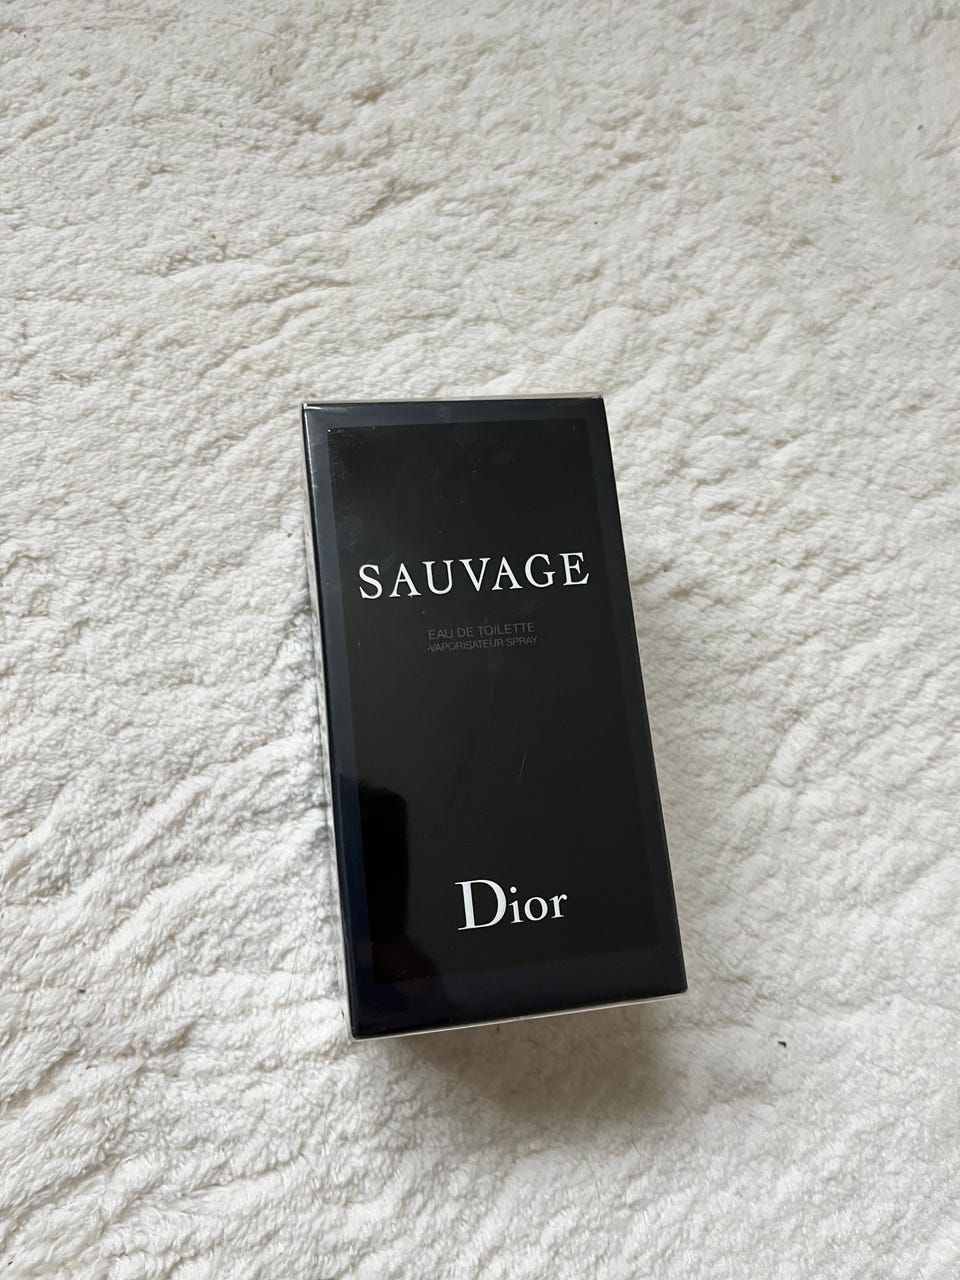 SAUVAGE
EAU DE TOILETTE
VAPORISATEUR SPRAY
Dior